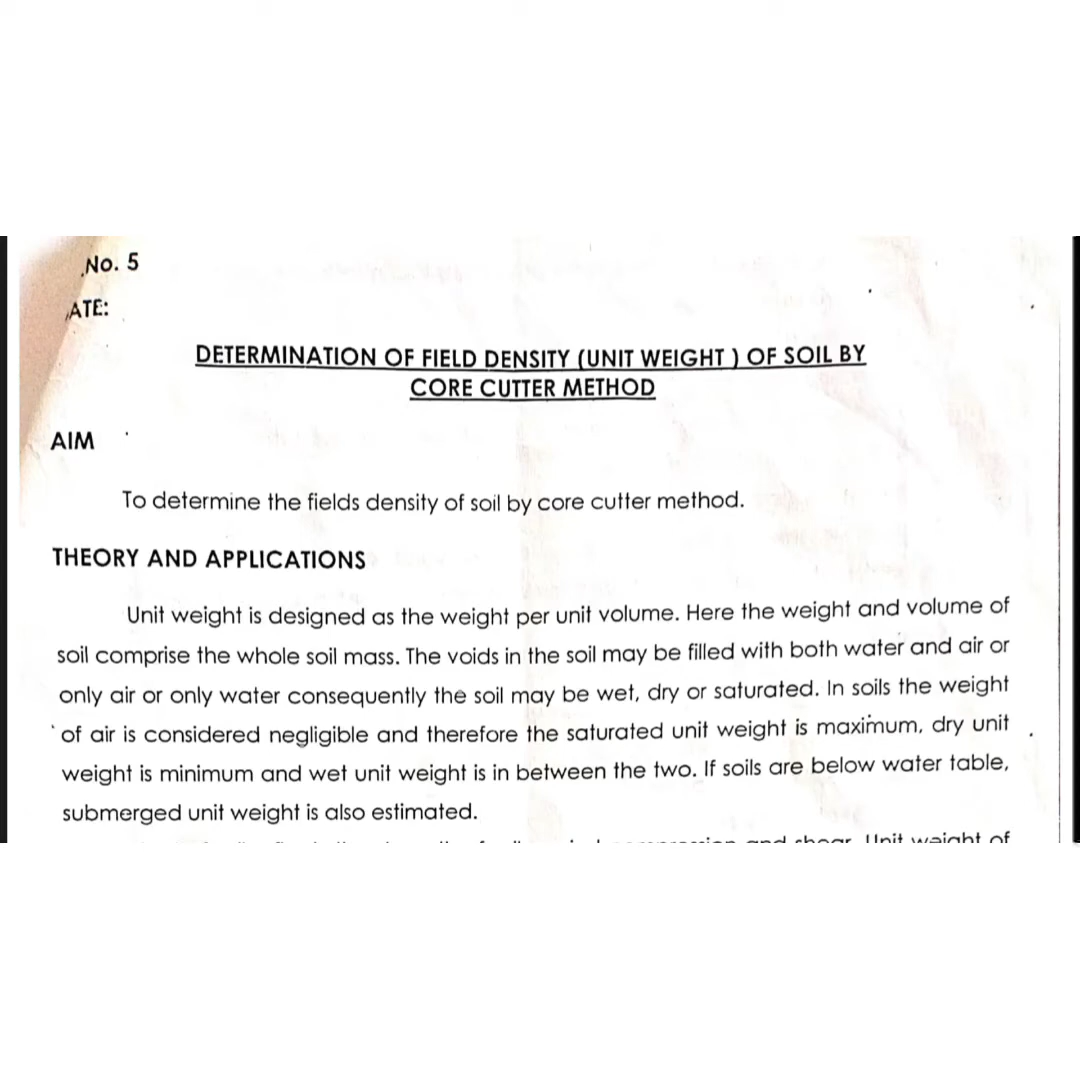 No. 5
ATE:
DETERMINATION OF FIELD DENSITY (UNIT WEIGHT ) OF SOIL BY
CORE CUTTER METHOD
AIM
To determine the fields density of soil by core cutter method.
THEORY AND APPLICATIONS
Unit weight is designed as the weight per unit volume. Here the weight and volume of
soil comprise the whole soil mass. The voids in the soil may be filled with both water and air or
only air or only water consequently the soil may be wet, dry or saturated. In soils the weight
of air is considered negligible and therefore the saturated unit weight is maximum, dry unit
weight is minimum and wet unit weight is in between the two. If soils are below water table,
submerged unit weight is also estimated.
and shear. Unit weight of